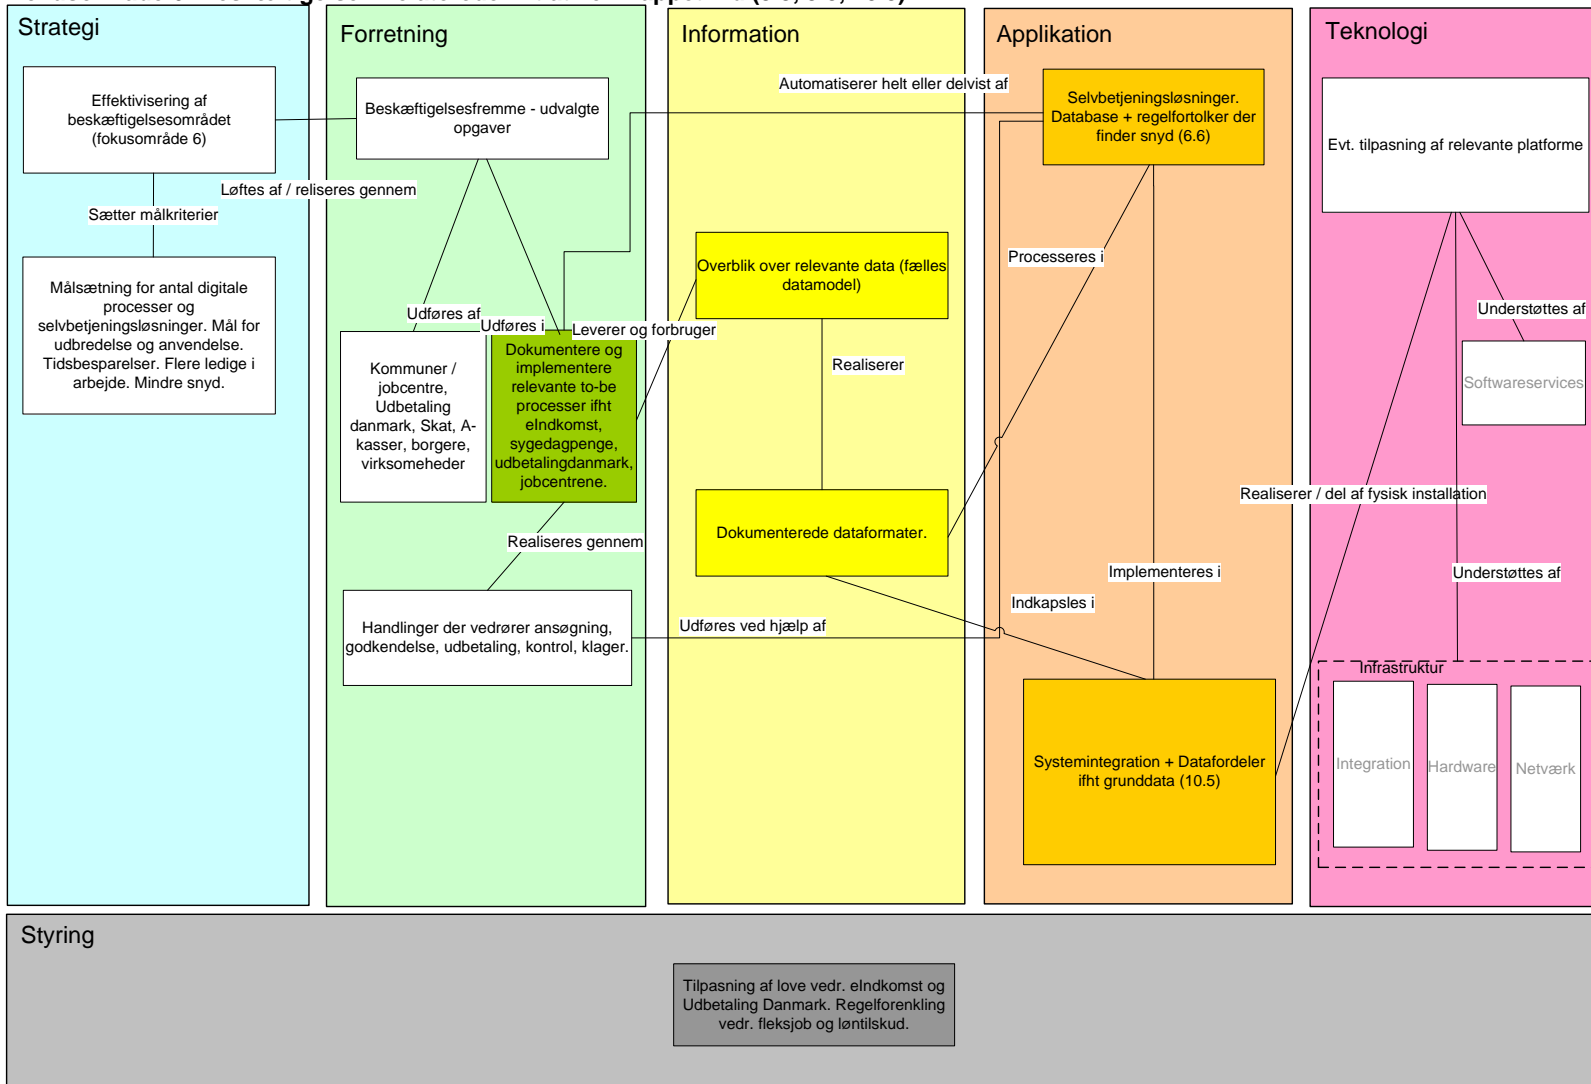 Strategi
Effektivisering af
beskæftigelsesområdet
(fokusområde 6)
Sætter målkriterier
Målsætning for antal digitale
processer og
selvbetjeningsløsninger. Mål for
udbredelse og anvendelse.
Tidsbesparelser. Flere ledige i
arbejde. Mindre snyd.
Løftes af / reliseres gennem
Forretning
Beskæftigelsesfremme - udvalgte
opgaver
Udføres af
Udføres i
Kommuner /
jobcentre,
Udbetaling
danmark, Skat, A-
kasser, borgere,
virksomeheder
Dokumentere og
implementere
relevante to-be
processer ifht
eIndkomst,
sygedagpenge,
udbetalingdanmark,
jobcentrene.
Realiseres gennem
Handlinger der vedrører ansøgning,
godkendelse, udbetaling, kontrol, klager.
Leverer og forbruger
Udføres ved hjælp af
Information
Automatiserer helt eller delvist af
Overblik over relevante data (fælles
datamodel)
Realiserer
Dokumenterede dataformater.
Processeres i
Indkapsles i
Applikation
Selvbetjeningsløsninger.
Database + regelfortolker der
finder snyd (6.6)
Implementeres i
Systemintegration + Datafordeler
ifht grunddata (10.5)
Realiserer / del af fysisk installation
Teknologi
Evt. tilpasning af relevante platforme
Understøttes af
Softwareservices
Understøttes af
Infrastruktur
Integration
Hardware
Netværk
Styring
Tilpasning af love vedr. eIndkomst og
Udbetaling Danmark. Regelforenkling
vedr. fleksjob og løntilskud.